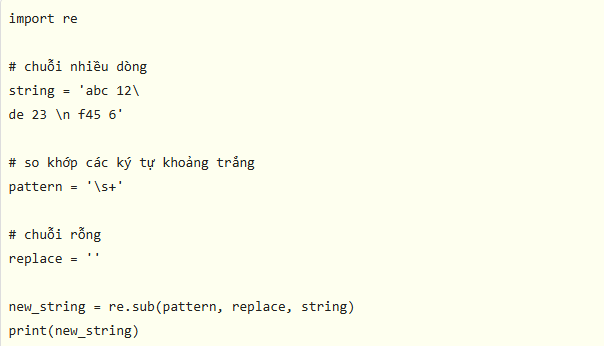 import re
# chuỗi nhiều dòng
string = 'abc 12\
de 23 \n f45 6'
# so khớp các ký tự khoảng trắng
pattern = '\s+'
# chuỗi rỗng
replace = ''
new_string = re.sub(pattern, replace, string)
print(new_string)